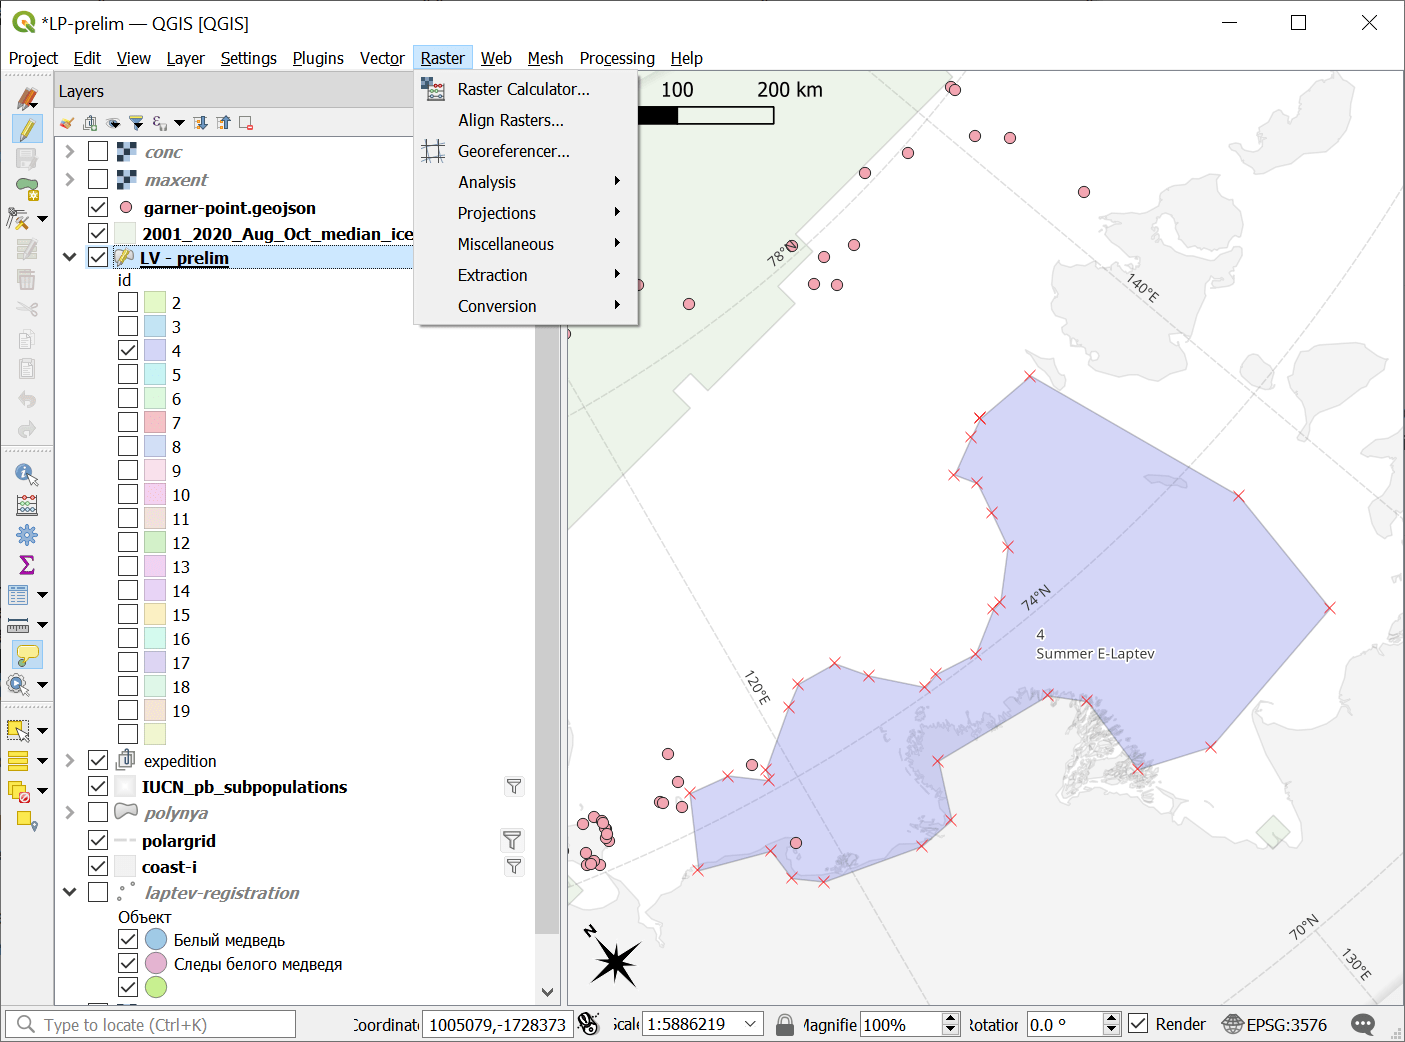 *LP-prelim — QGIS [QGIS]
Project Edit View Layer Settings Plugins Vector Raster Web Mesh Processing Help
Layers
Raster Calculator...
Align Rasters...
Georeferencer...
Analysis
Projections
Miscellaneous
Extraction
Conversion
conc
maxent
garner-point.geojson
2001_2020_Aug_Oct_median_ice
LV - prelim
id
2
3
4
5
6
7
8
9
10
11
12
13
14
15
16
17
18
19
expedition
IUCN_pb_subpopulations
polynya
polargrid
coast-i
laptev-registration
Объект
Белый медведь
Следы белого медведя
100 200 km
78°N
140°E
74°N
4
Summer E-Laptev
120°E
70°N
130°E
N
Type to locate (Ctrl+K) Coordinat 1005079,-1728373 Scale 1:5886219 Magnifie 100% Rotation 0.0 ° Render EPSG:3576